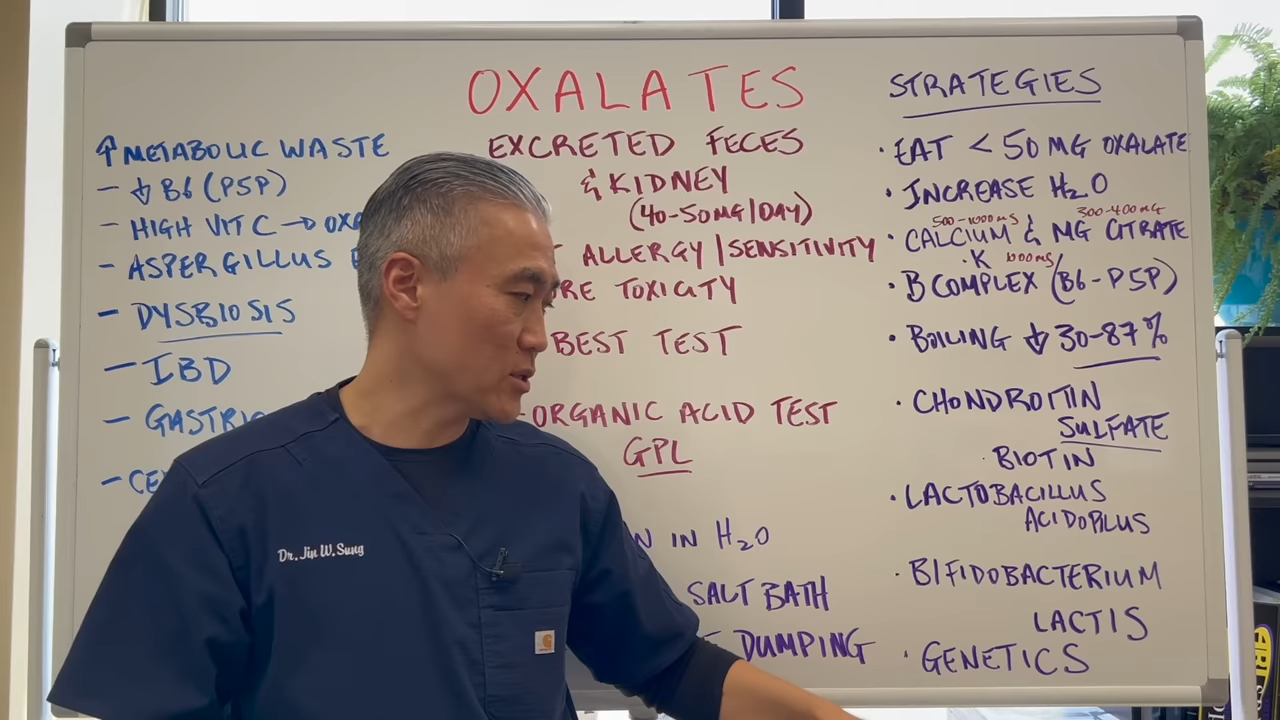 OXALATES
↑ METABOLIC WASTE
- ↓ B6 (P5P)
- HIGH VIT C → OXA
- ASPERGILLUS
- DYSBIOSIS
- IBD
- GASTRI
- CE
EXCRETED FECES
& KIDNEY
(40-50MG/DAY)
ALLERGY/SENSITIVITY
RE TOXICITY
BEST TEST
-ORGANIC ACID TEST
GPL
N IN H2O
SALT BATH
DUMPING
STRATEGIES
· EAT < 50 MG OXALATE
· INCREASE H2O
500-1000MS 300-400MG
· CALCIUM & MG CITRATE
· K 1000MS
· B COMPLEX (B6-P5P)
· BOILING ↓ 30-87%
· CHONDROITIN
SULFATE
· BIOTIN
· LACTOBACILLUS
ACIDOPILUS
· BIFIDOBACTERIUM
LACTIS
· GENETICS
Dr. Jin W. Sung